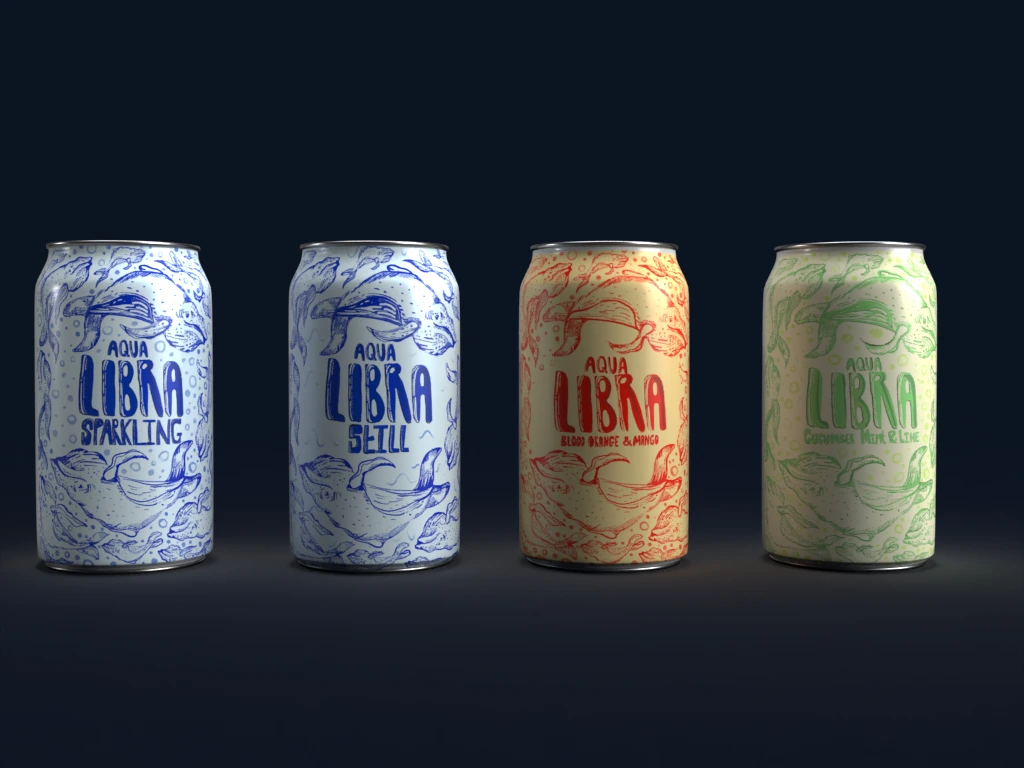 AQUA
LIBRA
SPARKLING
AQUA
LIBRA
STILL
AQUA
LIBRA
BLOOD ORANGE & MANGO
AQUA
LIBRA
CUCUMBER MINT & LIME